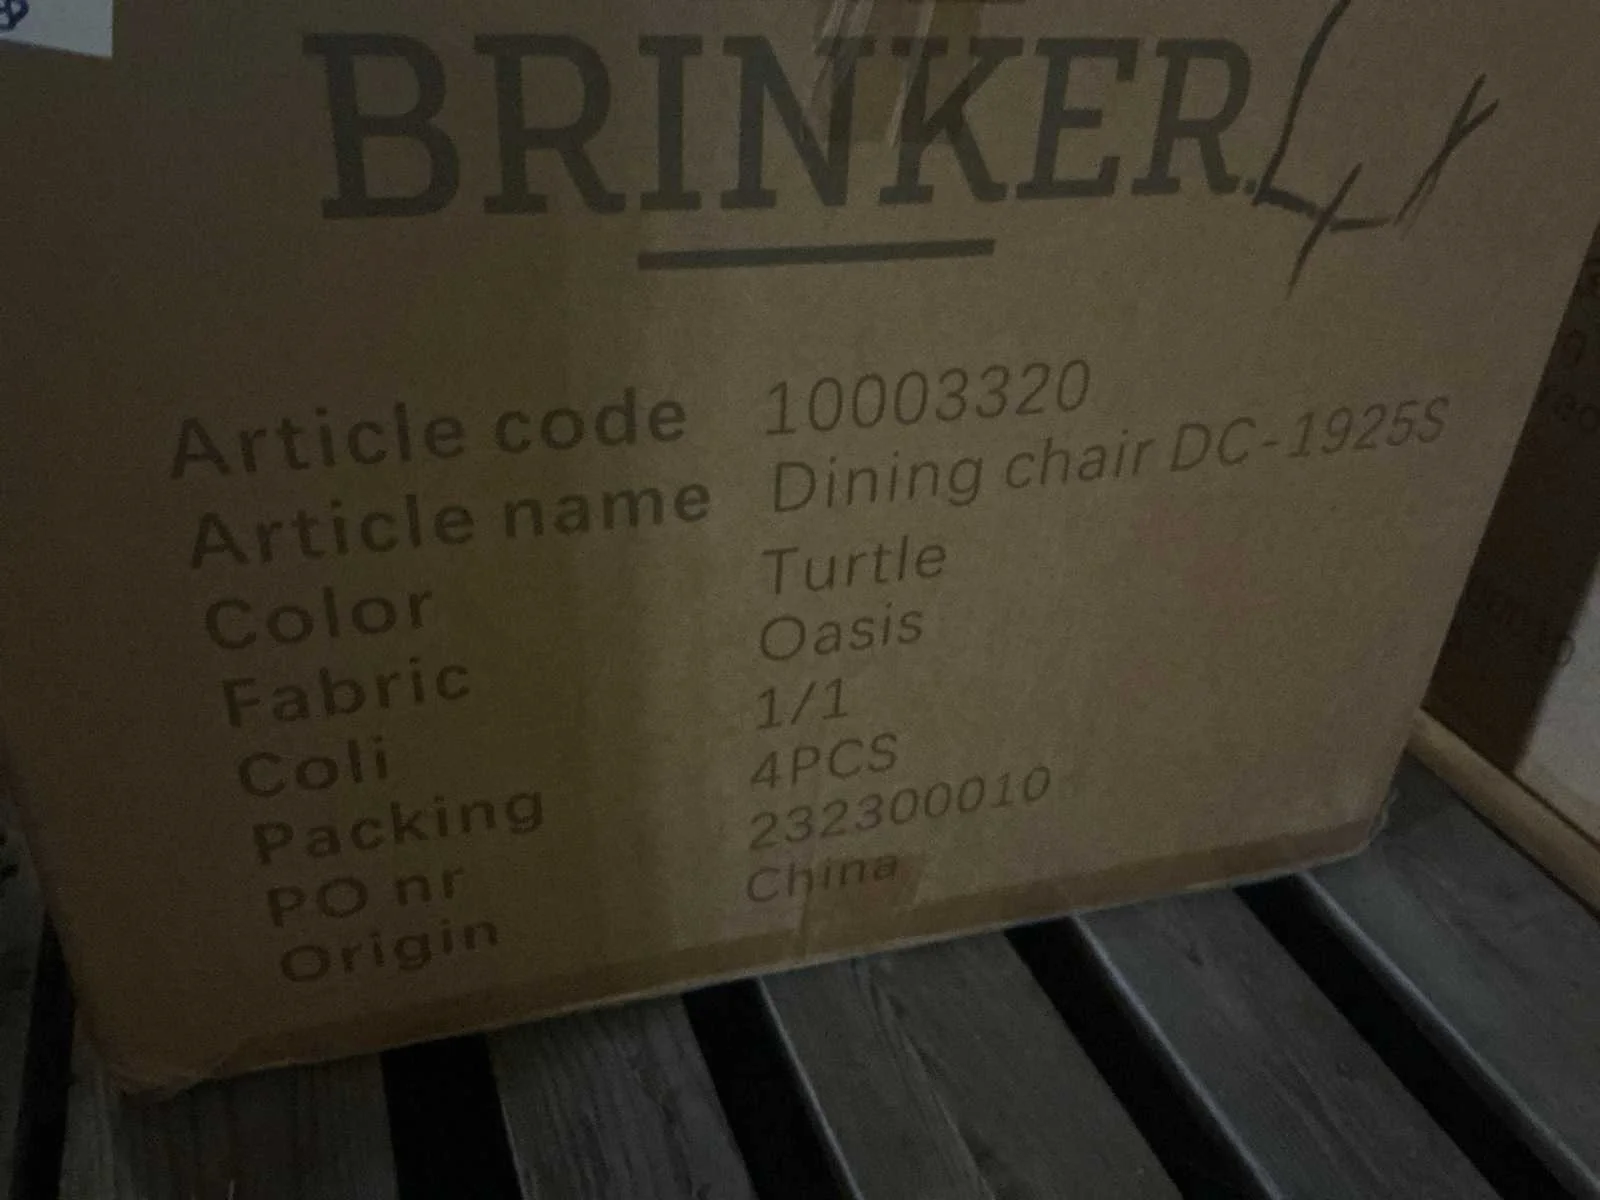 BRINKER.
4x
Article code 10003320
Article name Dining chair DC-1925S
Color Turtle
Fabric Oasis
Coli 1/1
Packing 4PCS
PO nr 232300010
Origin China